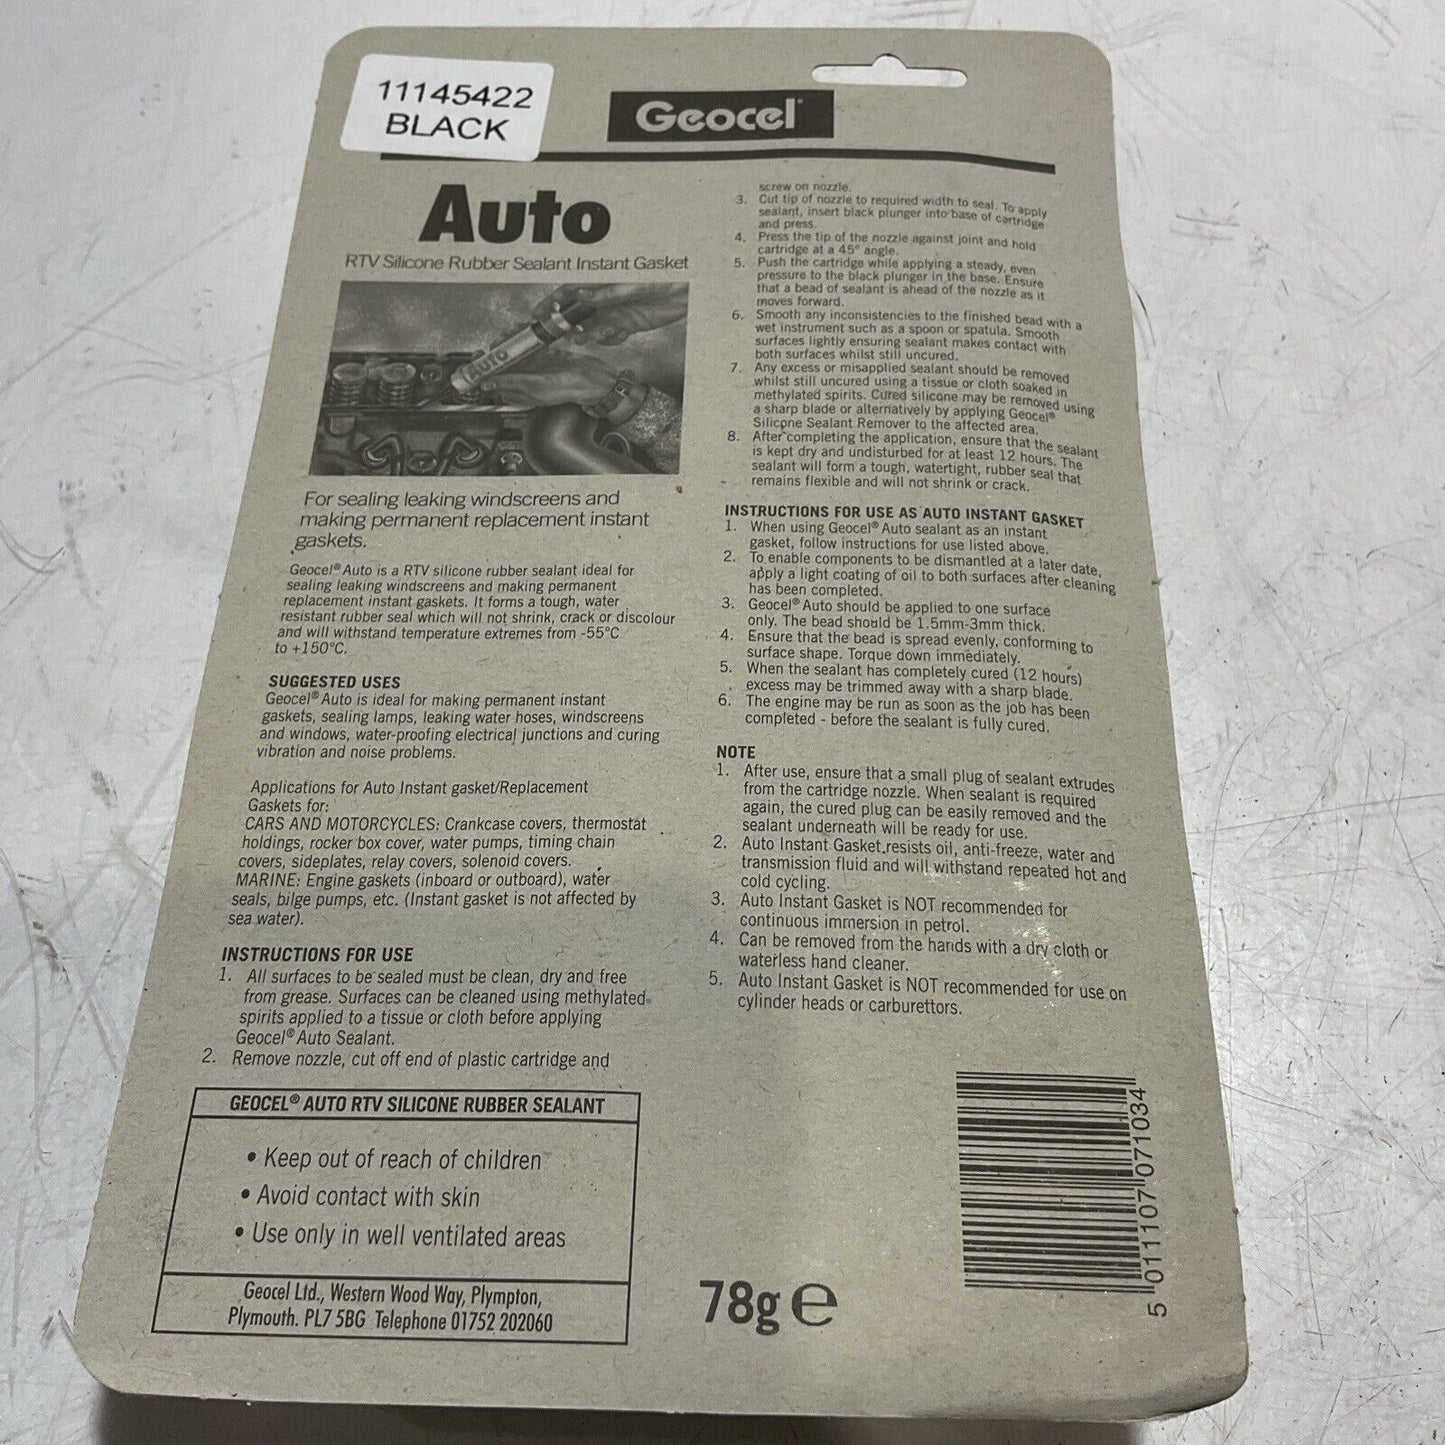 11145422
BLACK
Geocel
Auto
RTV Silicone Rubber Sealant Instant Gasket
AUTO
For sealing leaking windscreens and
making permanent replacement instant
gaskets.
Geocel® Auto is a RTV silicone rubber sealant ideal for
sealing leaking windscreens and making permanent
replacement instant gaskets. It forms a tough, water
resistant rubber seal which will not shrink, crack or discolour
and will withstand temperature extremes from -55°C
to +150°C.
SUGGESTED USES
Geocel® Auto is ideal for making permanent instant
gaskets, sealing lamps, leaking water hoses, windscreens
and windows, water-proofing electrical junctions and curing
vibration and noise problems.
Applications for Auto Instant gasket/Replacement
Gaskets for:
CARS AND MOTORCYCLES: Crankcase covers, thermostat
holdings, rocker box cover, water pumps, timing chain
covers, sideplates, relay covers, solenoid covers.
MARINE: Engine gaskets (inboard or outboard), water
seals, bilge pumps, etc. (Instant gasket is not affected by
sea water).
INSTRUCTIONS FOR USE
1. All surfaces to be sealed must be clean, dry and free
from grease. Surfaces can be cleaned using methylated
spirits applied to a tissue or cloth before applying
Geocel® Auto Sealant.
2. Remove nozzle, cut off end of plastic cartridge and
screw on nozzle.
3. Cut tip of nozzle to required width to seal. To apply
sealant, insert black plunger into base of cartridge
and press.
4. Press the tip of the nozzle against joint and hold
cartridge at a 45° angle.
5. Push the cartridge while applying a steady, even
pressure to the black plunger in the base. Ensure
that a bead of sealant is ahead of the nozzle as it
moves forward.
6. Smooth any inconsistencies to the finished bead with a
wet instrument such as a spoon or spatula. Smooth
surfaces lightly ensuring sealant makes contact with
both surfaces whilst still uncured.
7. Any excess or misapplied sealant should be removed
whilst still uncured using a tissue or cloth soaked in
methylated spirits. Cured silicone may be removed using
a sharp blade or alternatively by applying Geocel®
Silicone Sealant Remover to the affected area.
8. After completing the application, ensure that the sealant
is kept dry and undisturbed for at least 12 hours. The
sealant will form a tough, watertight, rubber seal that
remains flexible and will not shrink or crack.
INSTRUCTIONS FOR USE AS AUTO INSTANT GASKET
1. When using Geocel® Auto sealant as an instant
gasket, follow instructions for use listed above.
2. To enable components to be dismantled at a later date,
apply a light coating of oil to both surfaces after cleaning
has been completed.
3. Geocel® Auto should be applied to one surface
only. The bead should be 1.5mm-3mm thick.
4. Ensure that the bead is spread evenly, conforming to
surface shape. Torque down immediately.
5. When the sealant has completely cured (12 hours)
excess may be trimmed away with a sharp blade.
6. The engine may be run as soon as the job has been
completed - before the sealant is fully cured.
NOTE
1. After use, ensure that a small plug of sealant extrudes
from the cartridge nozzle. When sealant is required
again, the cured plug can be easily removed and the
sealant underneath will be ready for use.
2. Auto Instant Gasket resists oil, anti-freeze, water and
transmission fluid and will withstand repeated hot and
cold cycling.
3. Auto Instant Gasket is NOT recommended for
continuous immersion in petrol.
4. Can be removed from the hands with a dry cloth or
waterless hand cleaner.
5. Auto Instant Gasket is NOT recommended for use on
cylinder heads or carburettors.
GEOCEL® AUTO RTV SILICONE RUBBER SEALANT
• Keep out of reach of children
• Avoid contact with skin
• Use only in well ventilated areas
Geocel Ltd., Western Wood Way, Plympton,
Plymouth. PL7 5BG Telephone 01752 202060
78g ℮
5 011107 071034